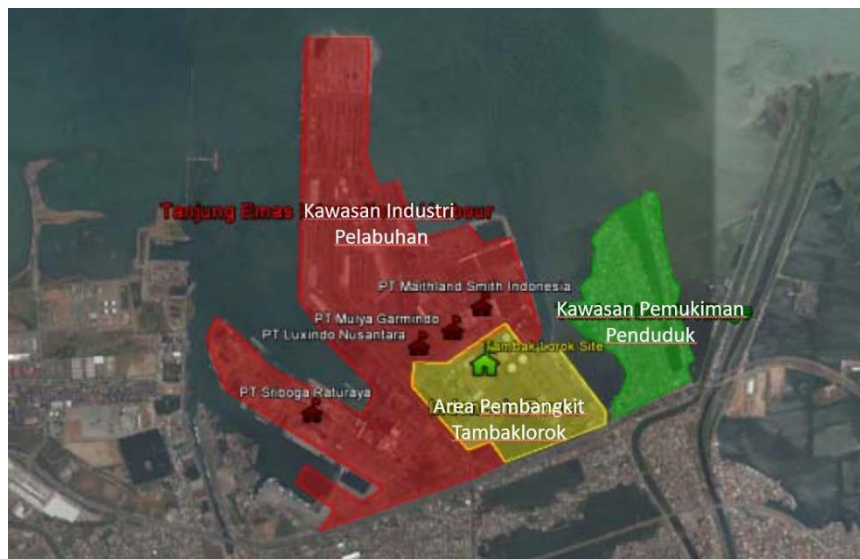 Tanjung Emas
Kawasan Industri
Pelabuhan
PT Maithland Smith Indonesia
PT Mulya Garmindo
PT Luxindo Nusantara
PT Sriboga Raturaya
Tambak Lorok Site
Area Pembangkit
Tambaklorok
Kawasan Pemukiman
Penduduk